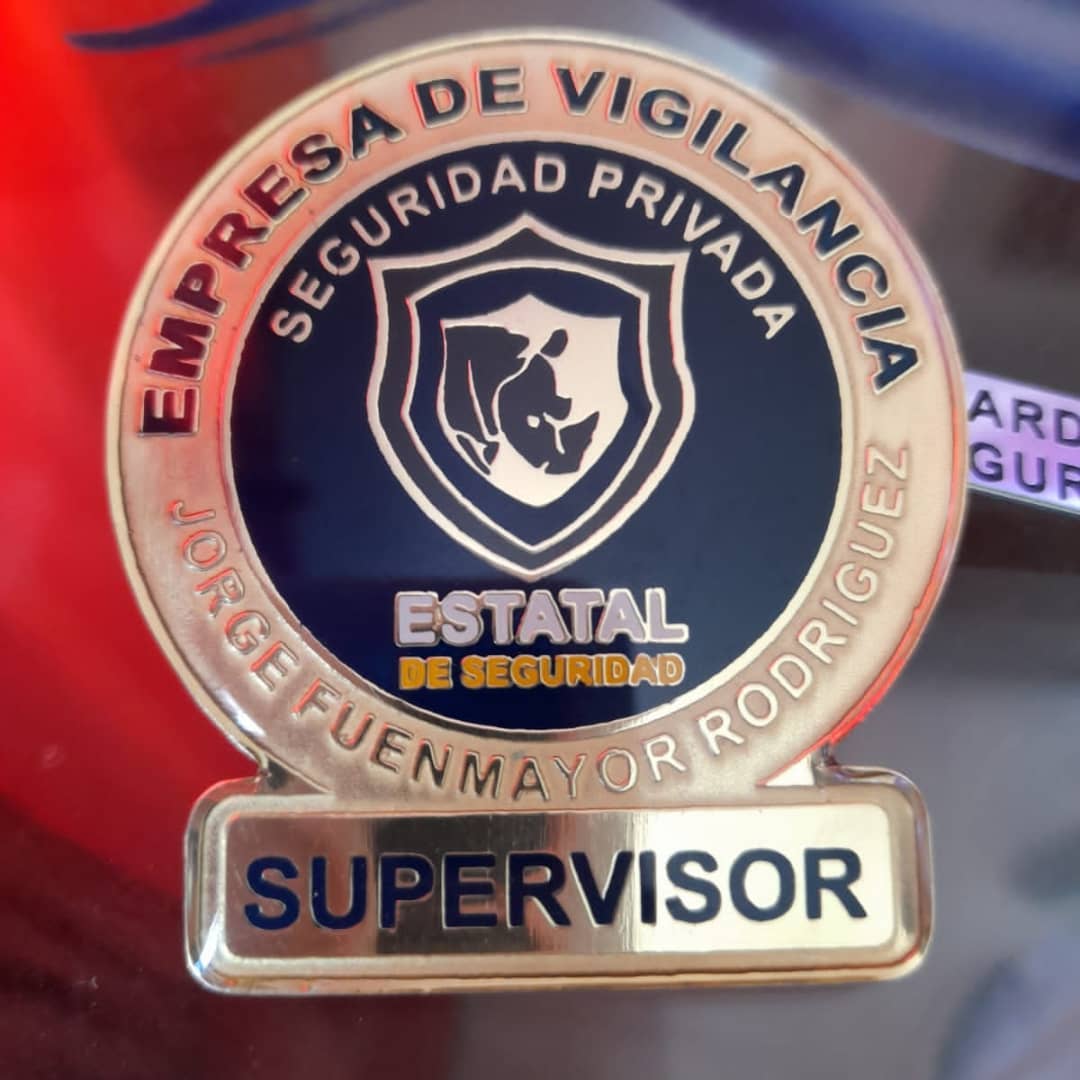 EMPRESA DE VIGILANCIA
SEGURIDAD PRIVADA
ESTATAL
DE SEGURIDAD
JORGE FUENMAYOR RODRIGUEZ
SUPERVISOR